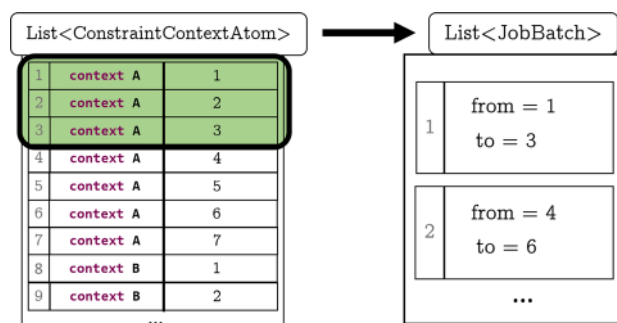 List<ConstraintContextAtom>
1 context A 1
2 context A 2
3 context A 3
4 context A 4
5 context A 5
6 context A 6
7 context A 7
8 context B 1
9 context B 2
...
List<JobBatch>
1
from = 1
to = 3
2
from = 4
to = 6
...